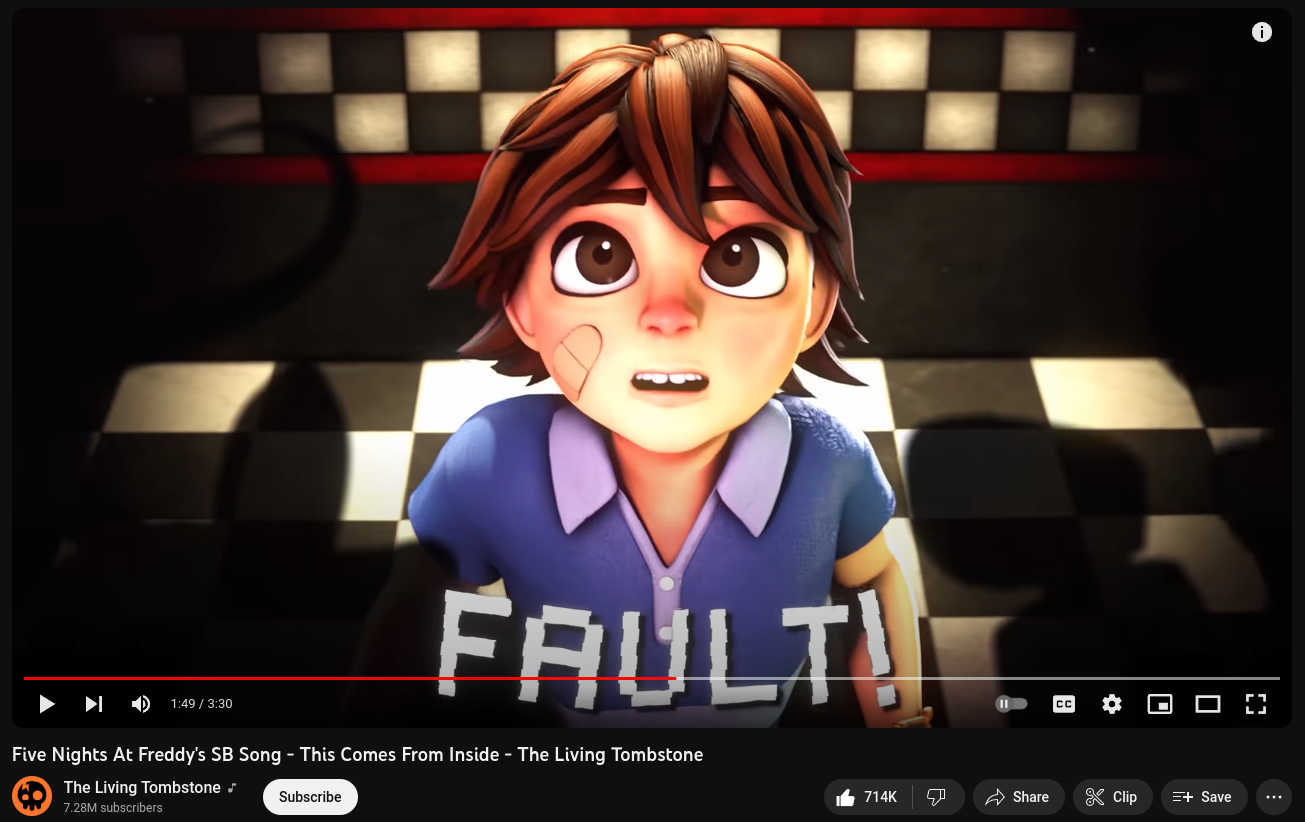 FAULT!
1:49 / 3:30
CC
Five Nights At Freddy's SB Song - This Comes From Inside - The Living Tombstone
The Living Tombstone
7.28M subscribers
Subscribe
714K
Share
Clip
Save